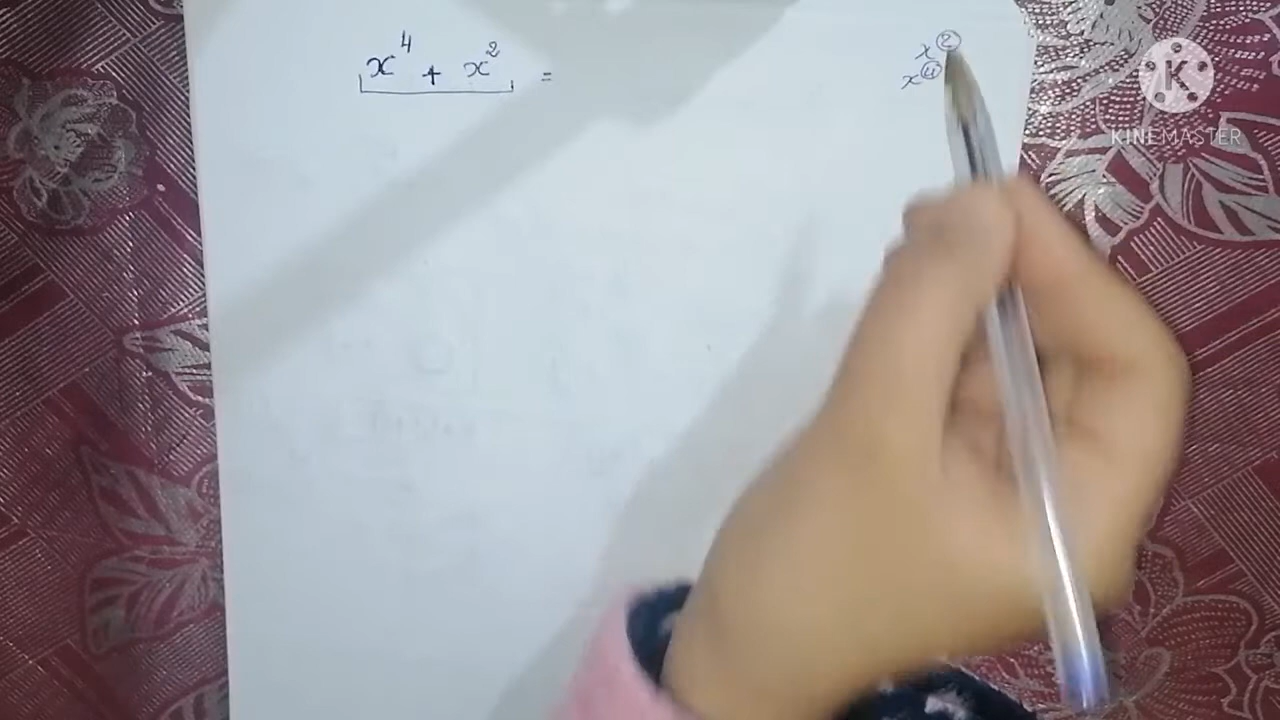 x⁴ + x² =
x②
x④
K
KINEMASTER